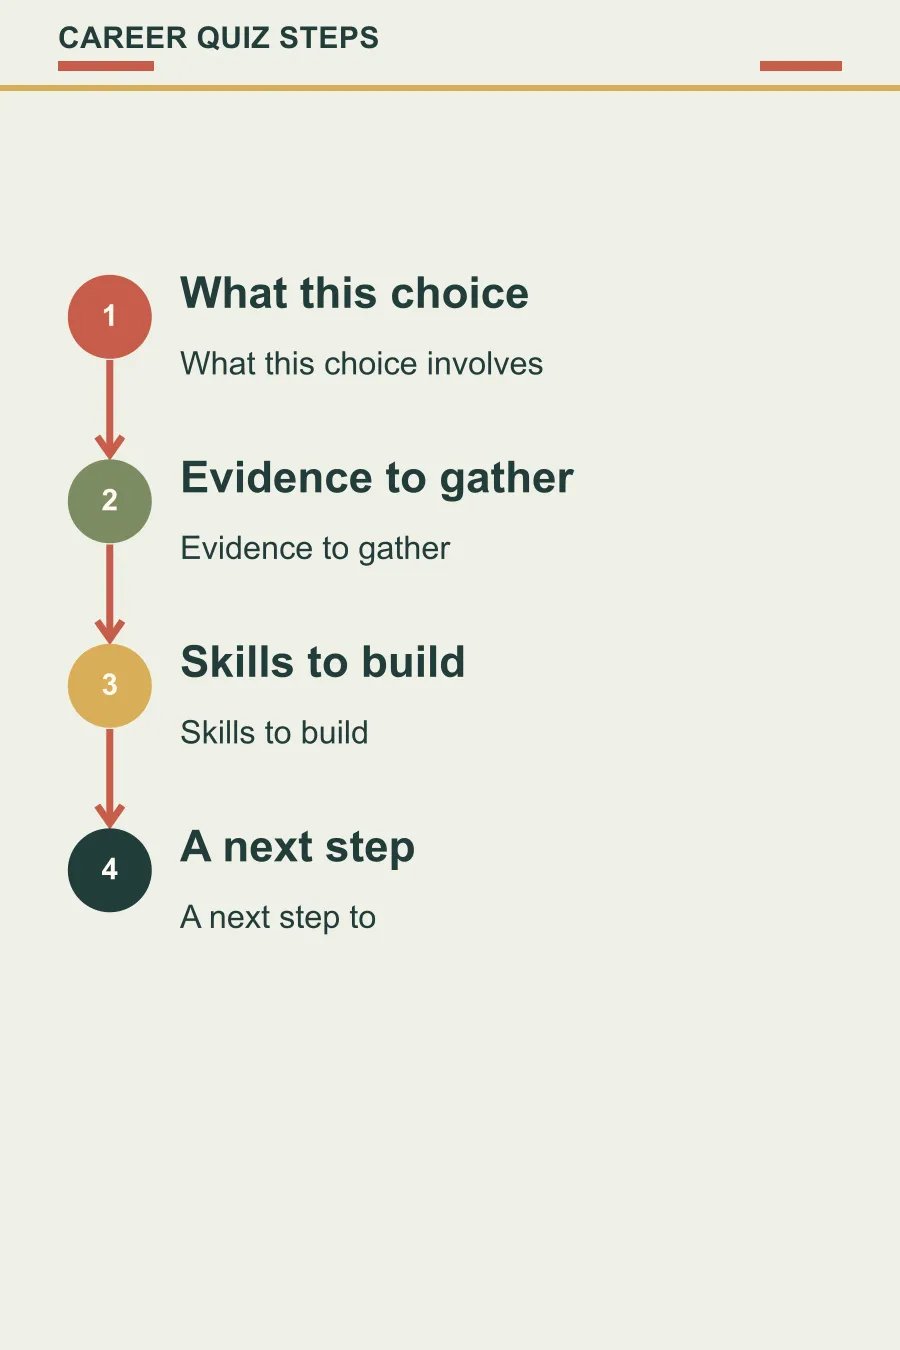 CAREER QUIZ STEPS
1
What this choice
What this choice involves
2
Evidence to gather
Evidence to gather
3
Skills to build
Skills to build
4
A next step
A next step to